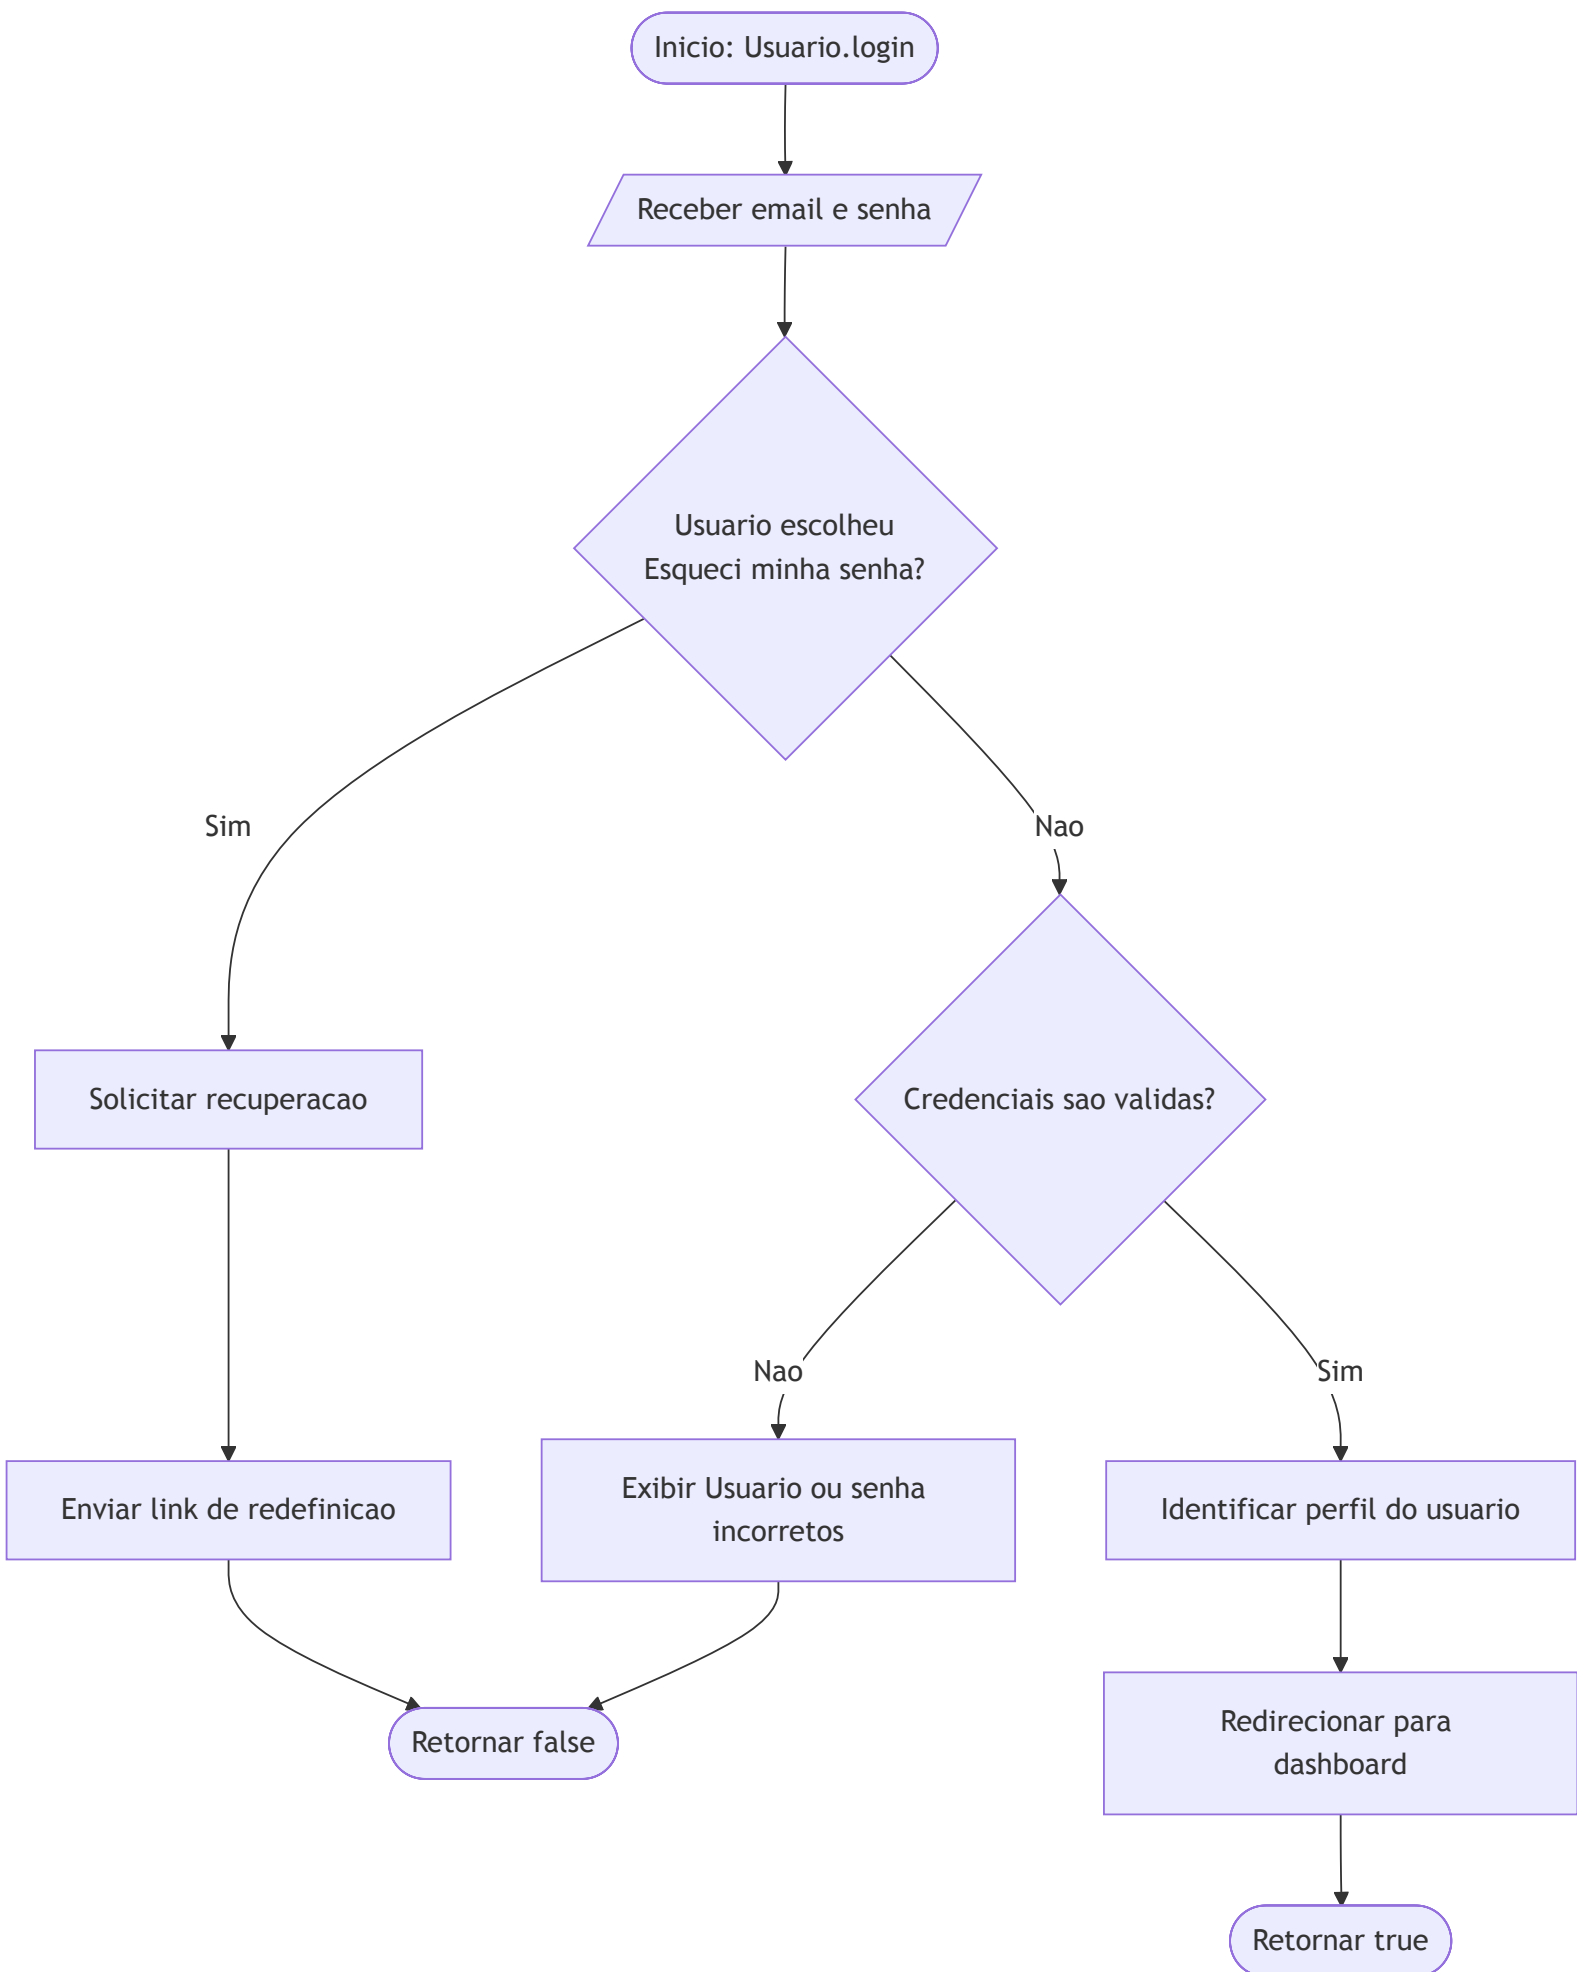 Inicio: Usuario.login
Receber email e senha
Usuario escolheu
Esqueci minha senha?
Sim
Nao
Solicitar recuperacao
Credenciais sao validas?
Nao
Sim
Enviar link de redefinicao
Exibir Usuario ou senha
incorretos
Identificar perfil do usuario
Retornar false
Redirecionar para
dashboard
Retornar true